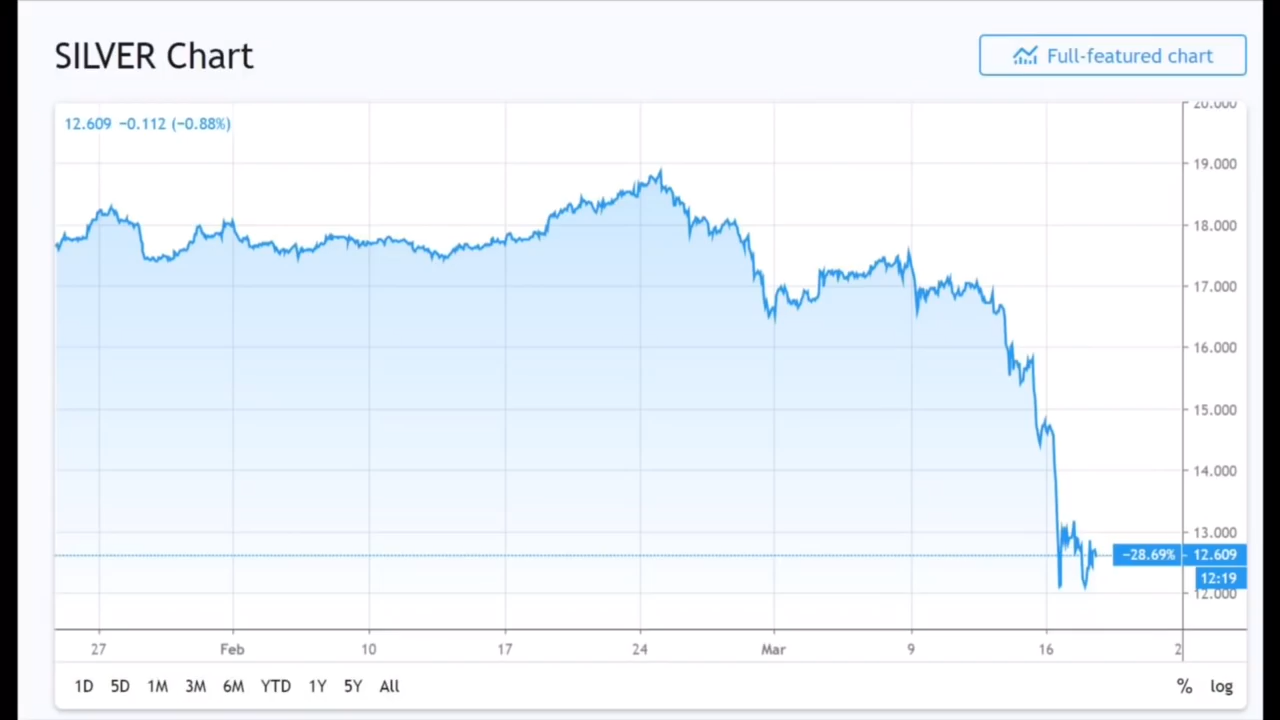 SILVER Chart
Full-featured chart
12.609 −0.112 (−0.88%)
20.000
19.000
18.000
17.000
16.000
15.000
14.000
13.000
−28.69% 12.609
12:19
12.000
27 Feb 10 17 24 Mar 9 16 2
1D 5D 1M 3M 6M YTD 1Y 5Y All % log